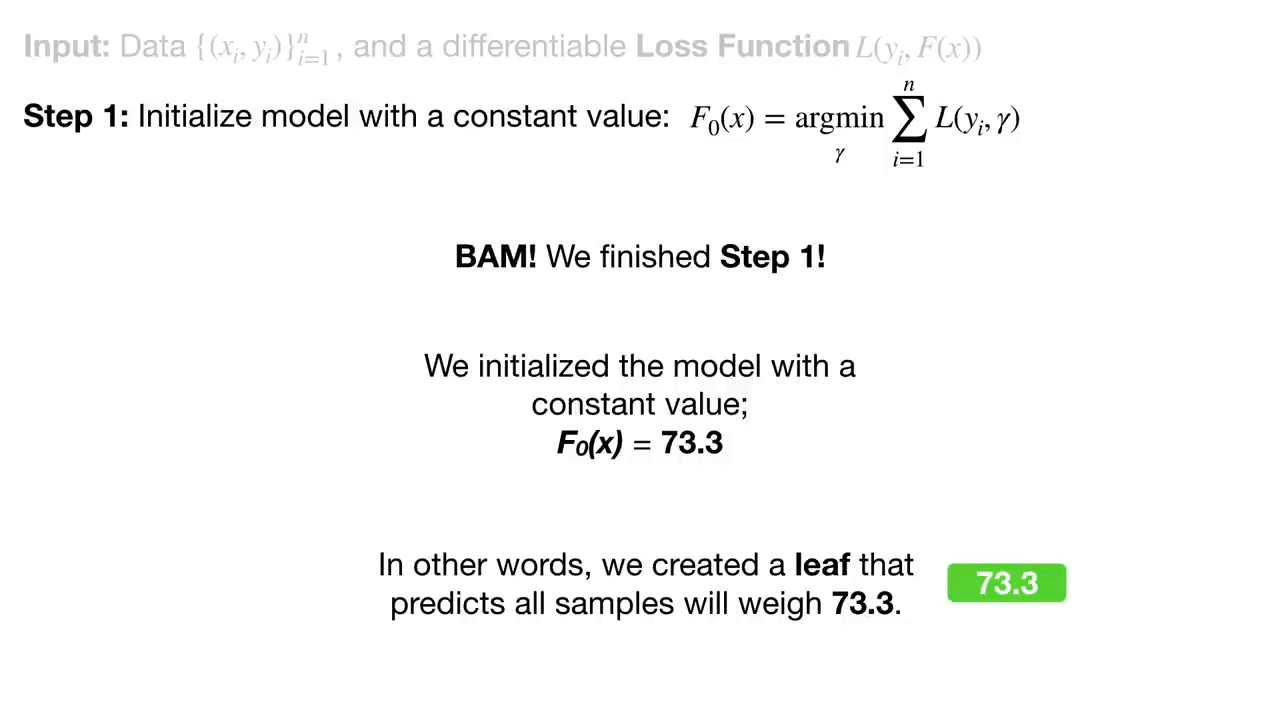 Input: Data {(xᵢ, yᵢ)}ⁿᵢ₌₁, and a differentiable Loss Function L(yᵢ, F(x))
Step 1: Initialize model with a constant value: F₀(x) = argmin_γ ∑ⁿᵢ₌₁ L(yᵢ, γ)
BAM! We finished Step 1!
We initialized the model with a
constant value;
F₀(x) = 73.3
In other words, we created a leaf that
predicts all samples will weigh 73.3.
73.3